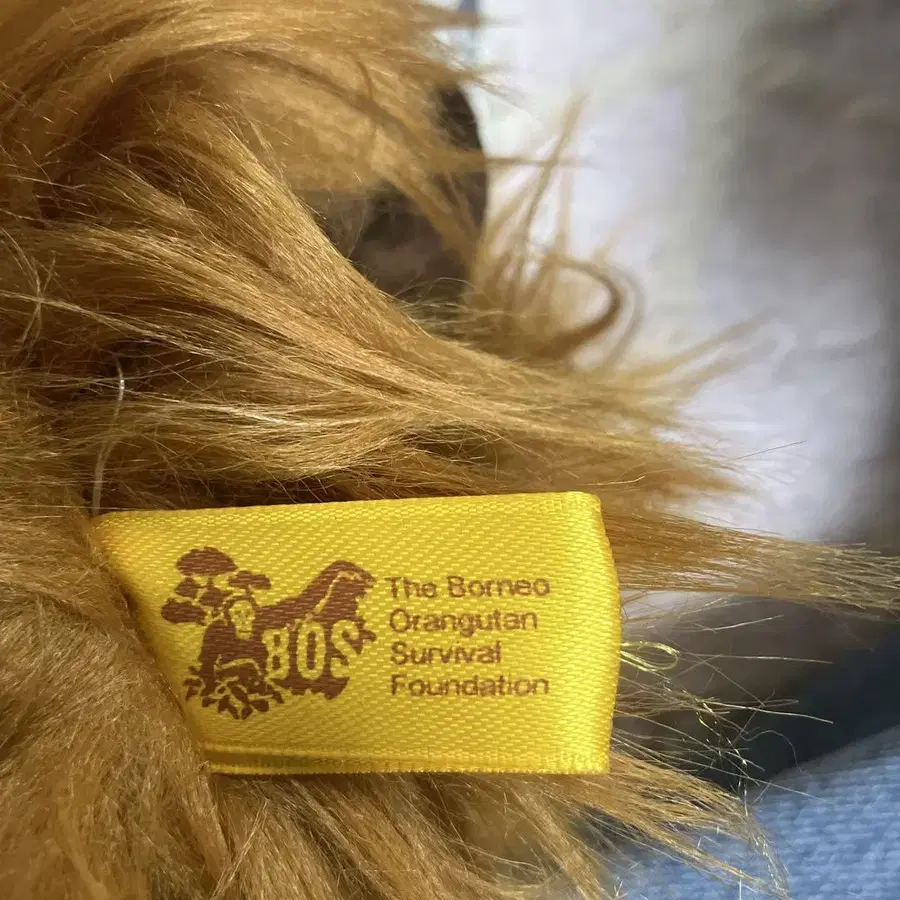 BOS
The Borneo
Orangutan
Survival
Foundation